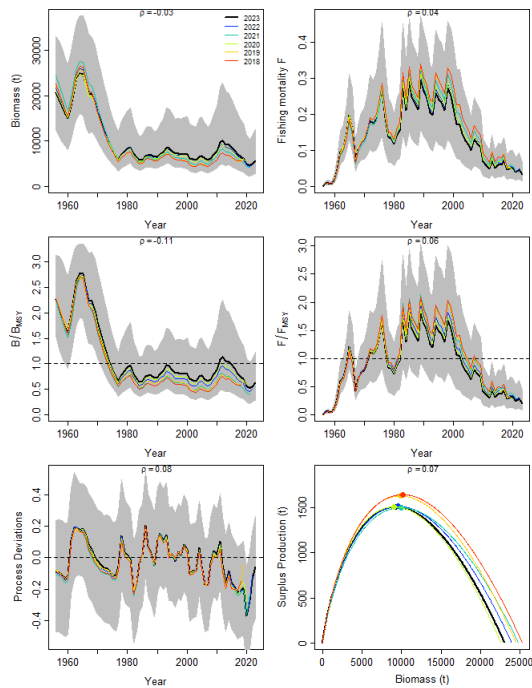 ρ = -0.03
Biomass (t)
0 10000 20000 30000
1960 1980 2000 2020
Year
2023
2022
2021
2020
2019
2018
ρ = 0.04
Fishing mortality F
0.0 0.1 0.2 0.3 0.4
1960 1980 2000 2020
Year
ρ = -0.11
B / B_MSY
0.0 0.5 1.0 1.5 2.0 2.5 3.0
1960 1980 2000 2020
Year
ρ = 0.06
F / F_MSY
0.0 0.5 1.0 1.5 2.0 2.5 3.0
1960 1980 2000 2020
Year
ρ = 0.08
Process Deviations
-0.4 -0.2 0.0 0.2 0.4
1960 1980 2000 2020
Year
ρ = 0.07
Surplus Production (t)
0 500 1000 1500
0 5000 10000 15000 20000 25000
Biomass (t)